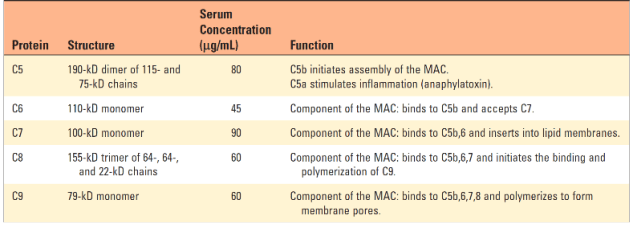 Serum
Concentration
Protein Structure (µg/mL) Function
C5 190-kD dimer of 115- and 80 C5b initiates assembly of the MAC.
75-kD chains C5a stimulates inflammation (anaphylatoxin).
C6 110-kD monomer 45 Component of the MAC: binds to C5b and accepts C7.
C7 100-kD monomer 90 Component of the MAC: binds to C5b,6 and inserts into lipid membranes.
C8 155-kD trimer of 64-, 64-, 60 Component of the MAC: binds to C5b,6,7 and initiates the binding and
and 22-kD chains polymerization of C9.
C9 79-kD monomer 60 Component of the MAC: binds to C5b,6,7,8 and polymerizes to form
membrane pores.